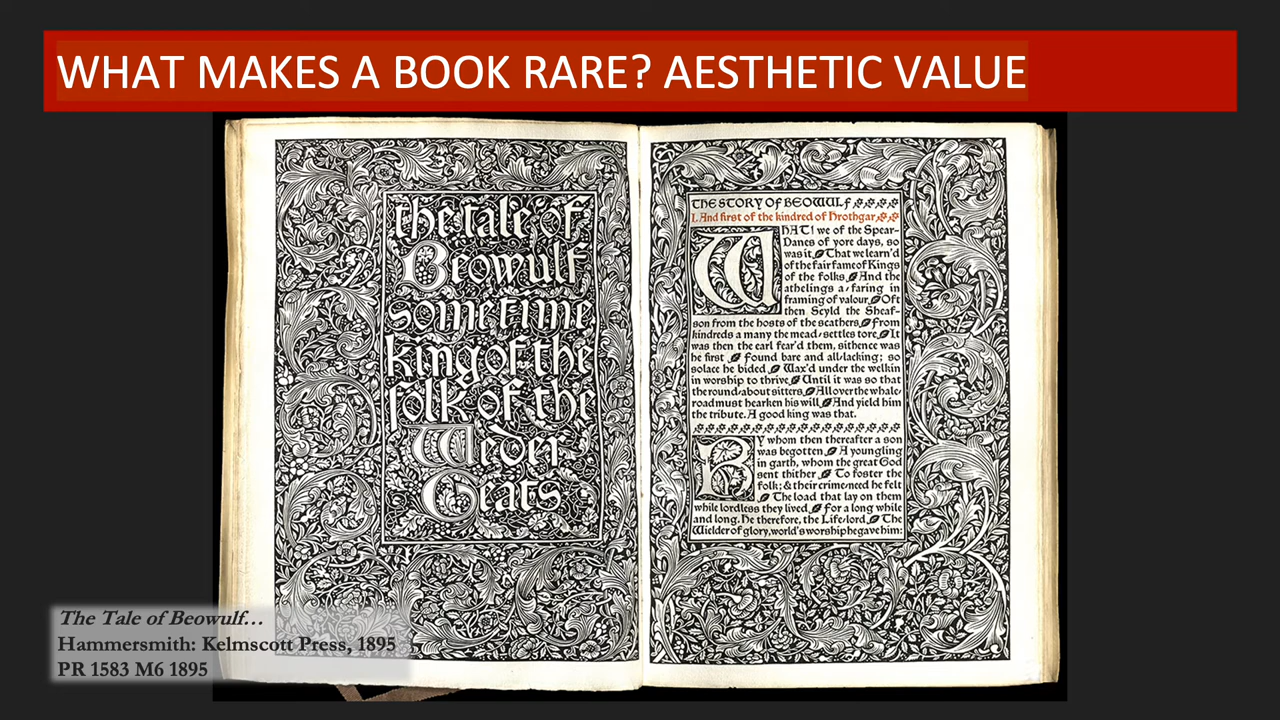 WHAT MAKES A BOOK RARE? AESTHETIC VALUE
the tale of
Beowulf
sometime
king of the
folk of the
Weder
Geats
THE STORY OF BEOWULF
I. And first of the kindred of Hrothgar
WHAT! we of the Spear-
Danes of yore days, so
was it That we learn'd
of the fair fame of Kings
of the folks And the
athelings a-faring in
framing of valour Oft
then Scyld the Sheaf-
son from the hosts of the scathers From
kindreds a many the mead-settles tore It
was then the earl fear'd them, sithence was
he first Found bare and all-lacking; so
solace he bided Wax'd under the welkin
in worship to thrive Until it was so that
the round-about sitters All over the whale-
road must hearken his will And yield him
the tribute. A good king was that.
BY whom then thereafter a son
was begotten A youngling
in garth, whom the great God
sent thither To foster the
folk; & their crime-need he felt
The load that lay on them
while lordless they lived For a long while
and long. He therefore, the Life-lord The
Wielder of glory, world's worship he gave him:
The Tale of Beowulf…
Hammersmith: Kelmscott Press, 1895
PR 1583 M6 1895